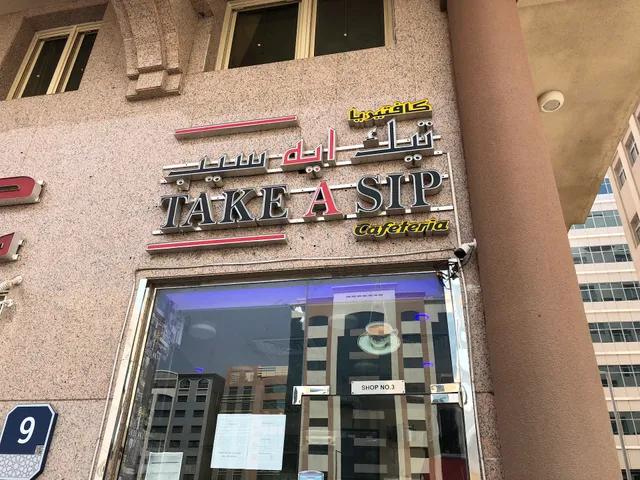 كافتيريا
تيك ايه سيب
TAKE A SIP
Cafeteria
SHOP NO.3
9